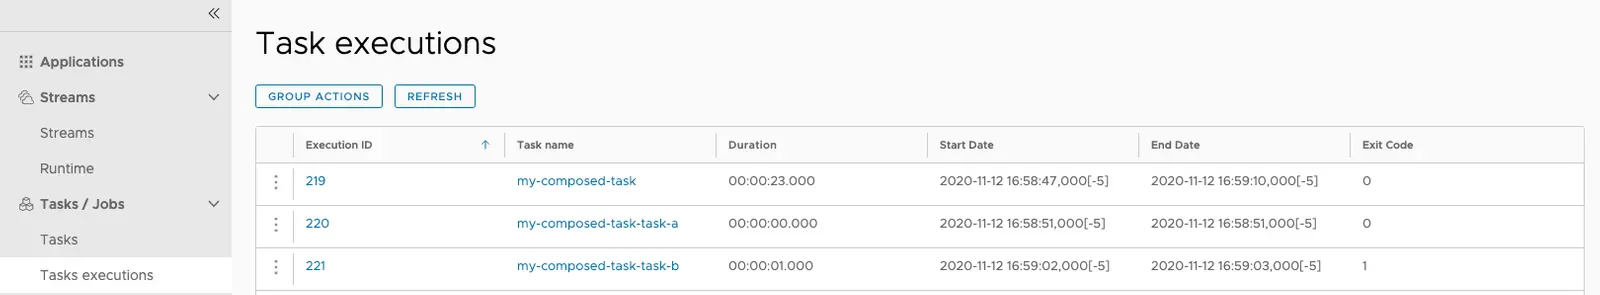 Applications
Streams
Streams
Runtime
Tasks / Jobs
Tasks
Tasks executions
Task executions
GROUP ACTIONS REFRESH
Execution ID Task name Duration Start Date End Date Exit Code
219 my-composed-task 00:00:23.000 2020-11-12 16:58:47,000[-5] 2020-11-12 16:59:10,000[-5] 0
220 my-composed-task-task-a 00:00:00.000 2020-11-12 16:58:51,000[-5] 2020-11-12 16:58:51,000[-5] 0
221 my-composed-task-task-b 00:00:01.000 2020-11-12 16:59:02,000[-5] 2020-11-12 16:59:03,000[-5] 1